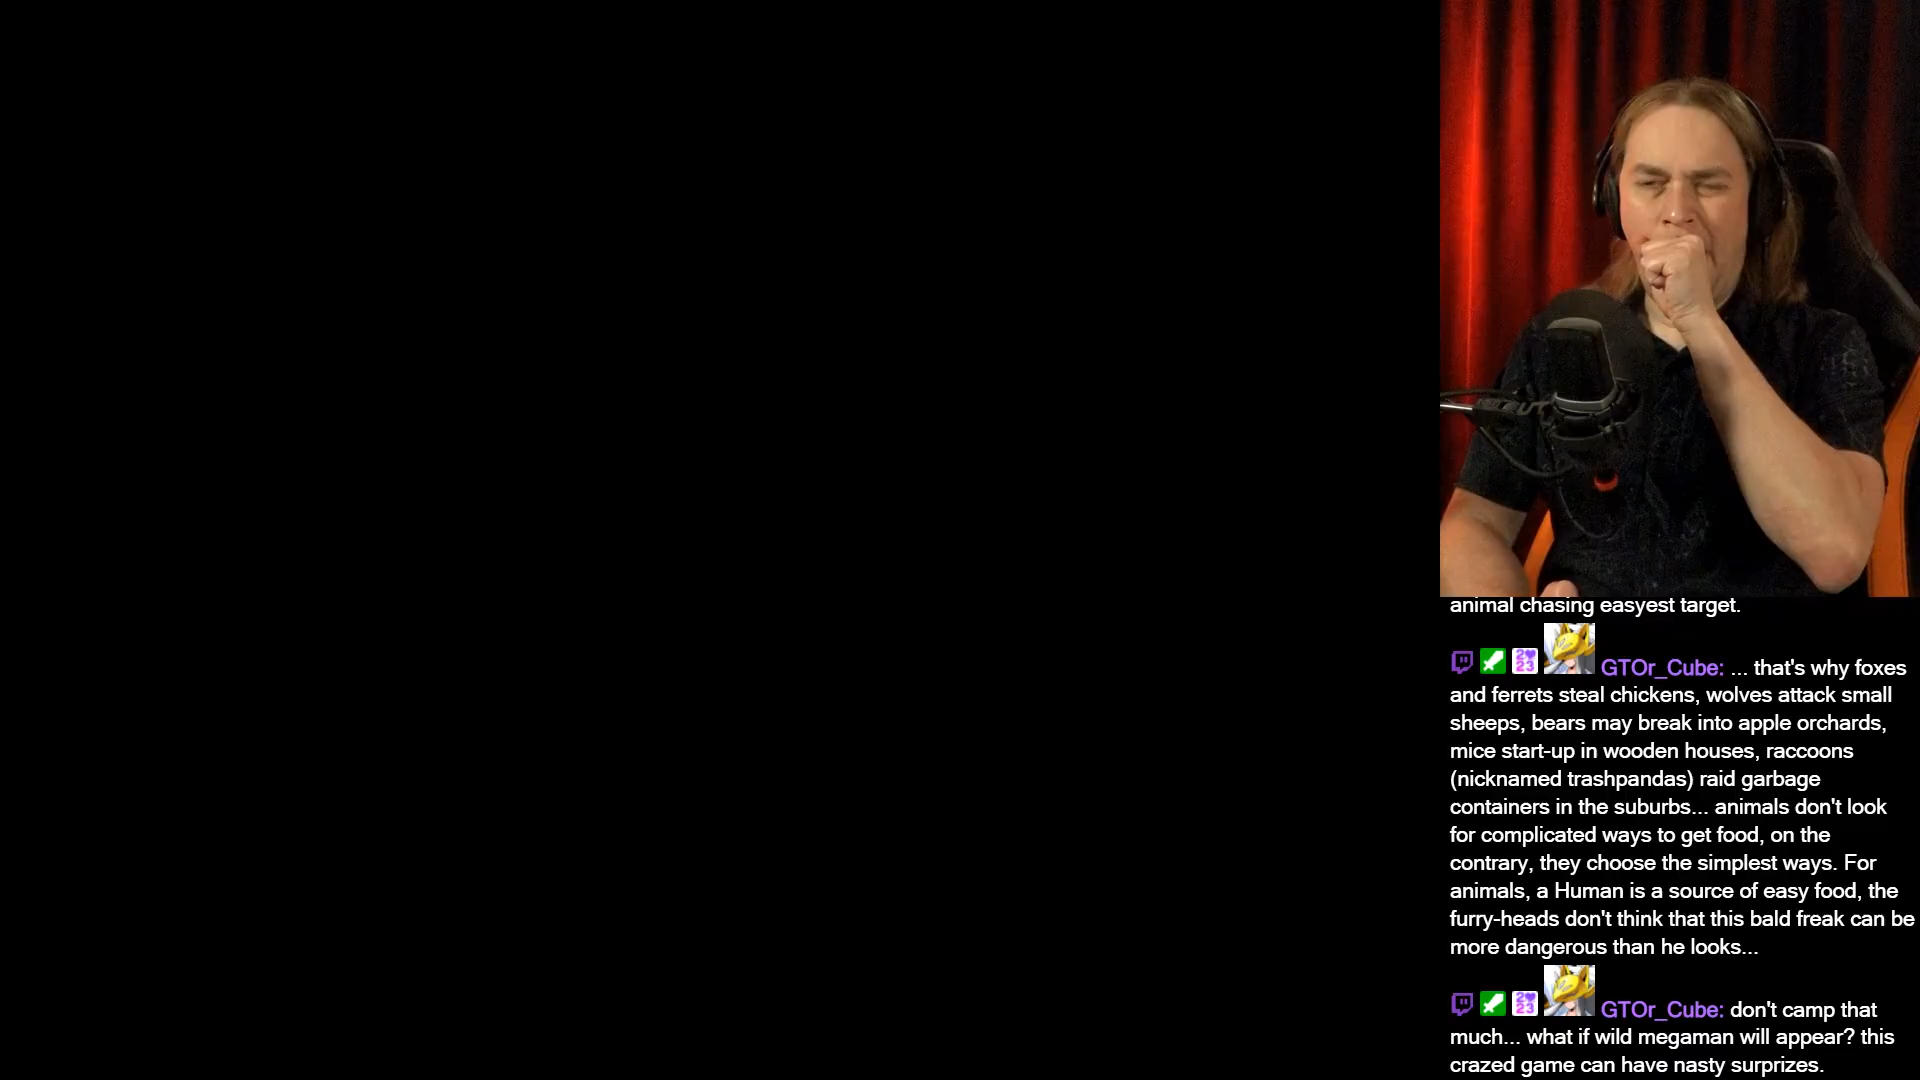 animal chasing easyest target.
GTOr_Cube: ... that's why foxes
and ferrets steal chickens, wolves attack small
sheeps, bears may break into apple orchards,
mice start-up in wooden houses, raccoons
(nicknamed trashpandas) raid garbage
containers in the suburbs... animals don't look
for complicated ways to get food, on the
contrary, they choose the simplest ways. For
animals, a Human is a source of easy food, the
furry-heads don't think that this bald freak can be
more dangerous than he looks...
GTOr_Cube: don't camp that
much... what if wild megaman will appear? this
crazed game can have nasty surprizes.